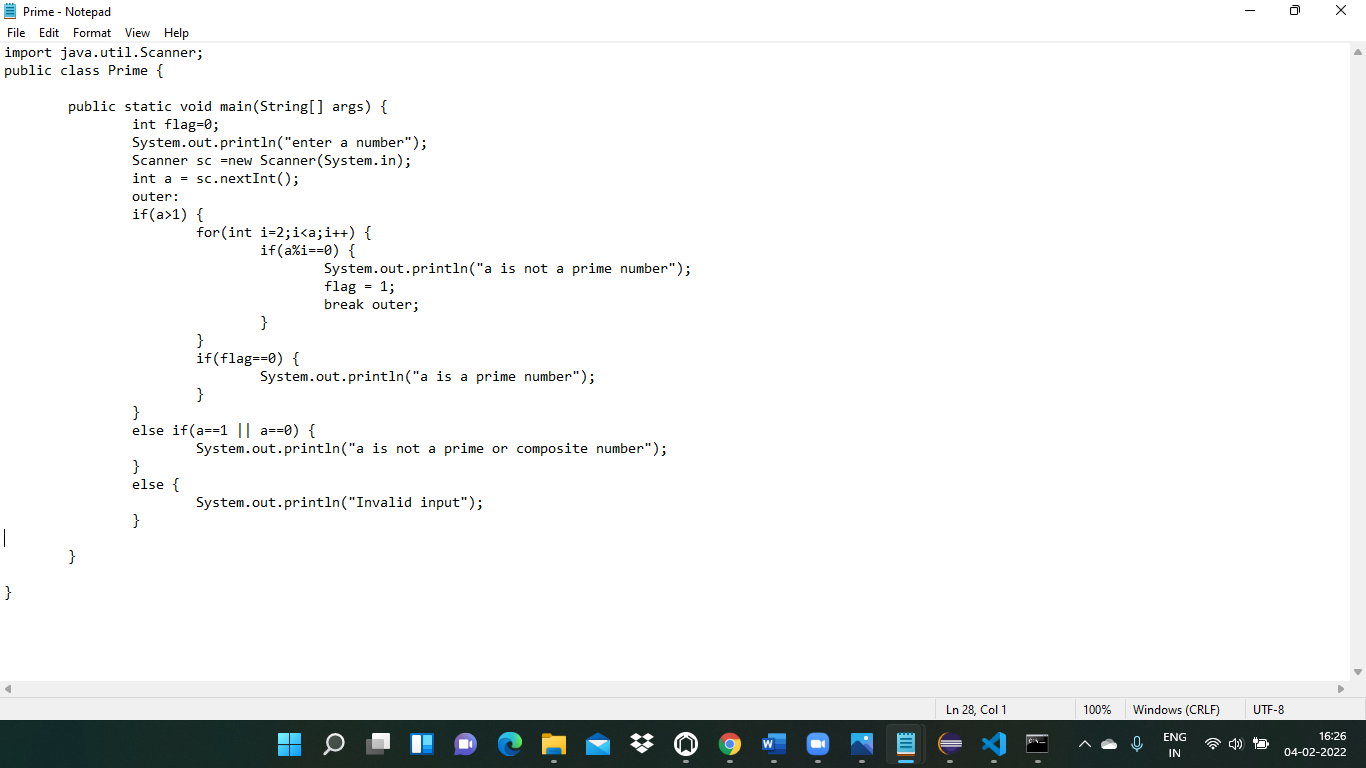 Prime - Notepad
File Edit Format View Help
import java.util.Scanner;
public class Prime {
public static void main(String[] args) {
int flag=0;
System.out.println("enter a number");
Scanner sc =new Scanner(System.in);
int a = sc.nextInt();
outer:
if(a>1) {
for(int i=2;i<a;i++) {
if(a%i==0) {
System.out.println("a is not a prime number");
flag = 1;
break outer;
}
}
if(flag==0) {
System.out.println("a is a prime number");
}
}
else if(a==1 || a==0) {
System.out.println("a is not a prime or composite number");
}
else {
System.out.println("Invalid input");
}
}
}
Ln 28, Col 1 100% Windows (CRLF) UTF-8
ENG 16:26
IN 04-02-2022